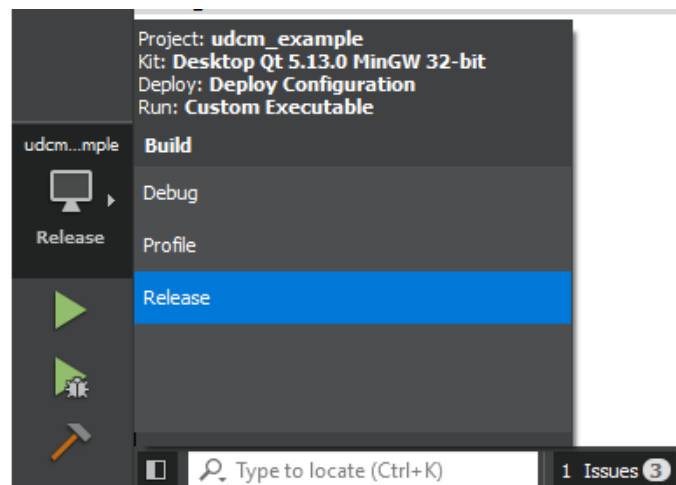 Project: udcm_example
Kit: Desktop Qt 5.13.0 MinGW 32-bit
Deploy: Deploy Configuration
Run: Custom Executable
udcm...mple
Build
Debug
Release
Profile
Release
Type to locate (Ctrl+K)
1 Issues 3